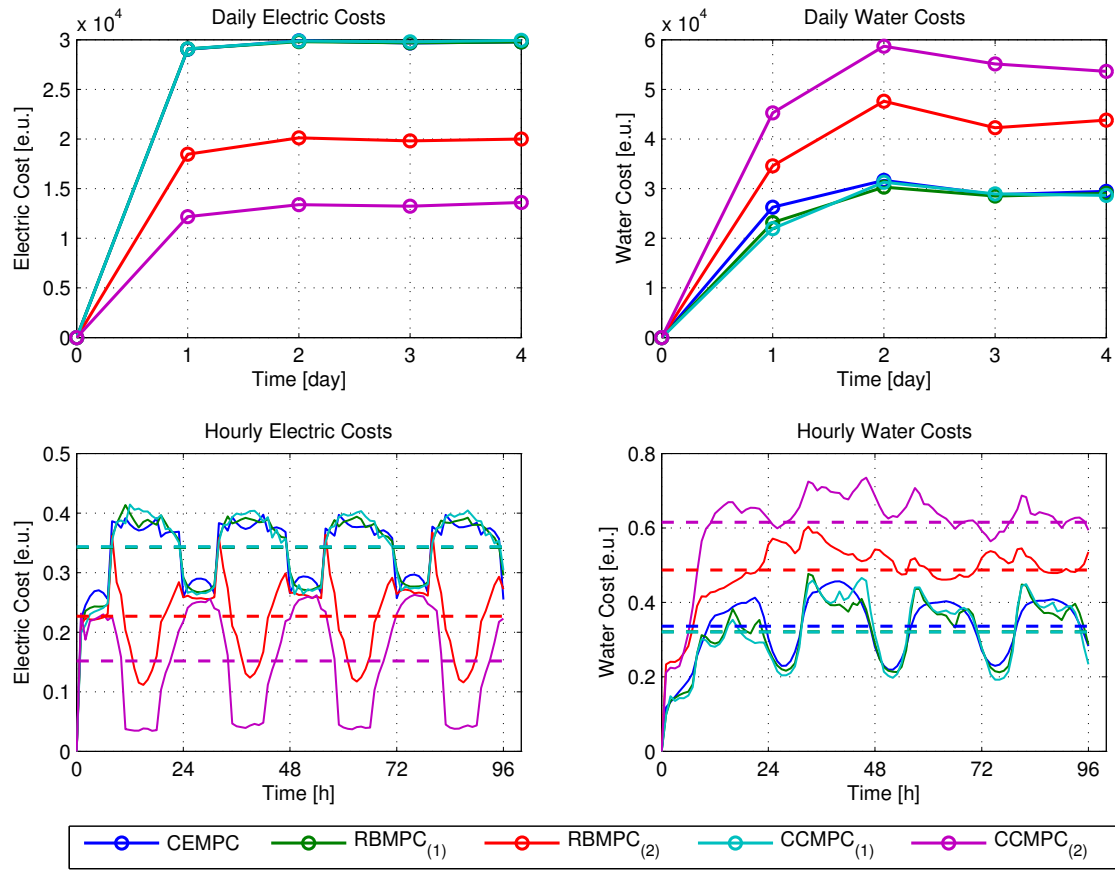 Daily Electric Costs
x 10^4
3
2.5
2
1.5
1
0.5
0
Electric Cost [e.u.]
0 1 2 3 4
Time [day]
Daily Water Costs
x 10^4
6
5
4
3
2
1
0
Water Cost [e.u.]
0 1 2 3 4
Time [day]
Hourly Electric Costs
0.5
0.4
0.3
0.2
0.1
0
Electric Cost [e.u.]
0 24 48 72 96
Time [h]
Hourly Water Costs
0.8
0.6
0.4
0.2
0
Water Cost [e.u.]
0 24 48 72 96
Time [h]
CEMPC RBMPC(1) RBMPC(2) CCMPC(1) CCMPC(2)